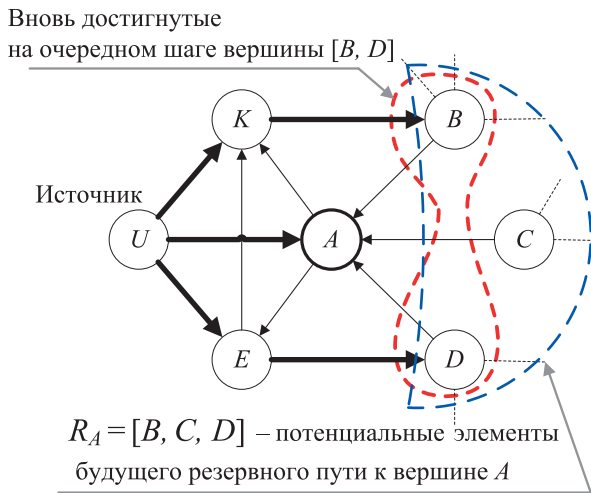 Вновь достигнутые
на очередном шаге вершины [B, D]
K
B
Источник
U
A
C
E
D
R_A = [B, C, D] – потенциальные элементы
будущего резервного пути к вершине A